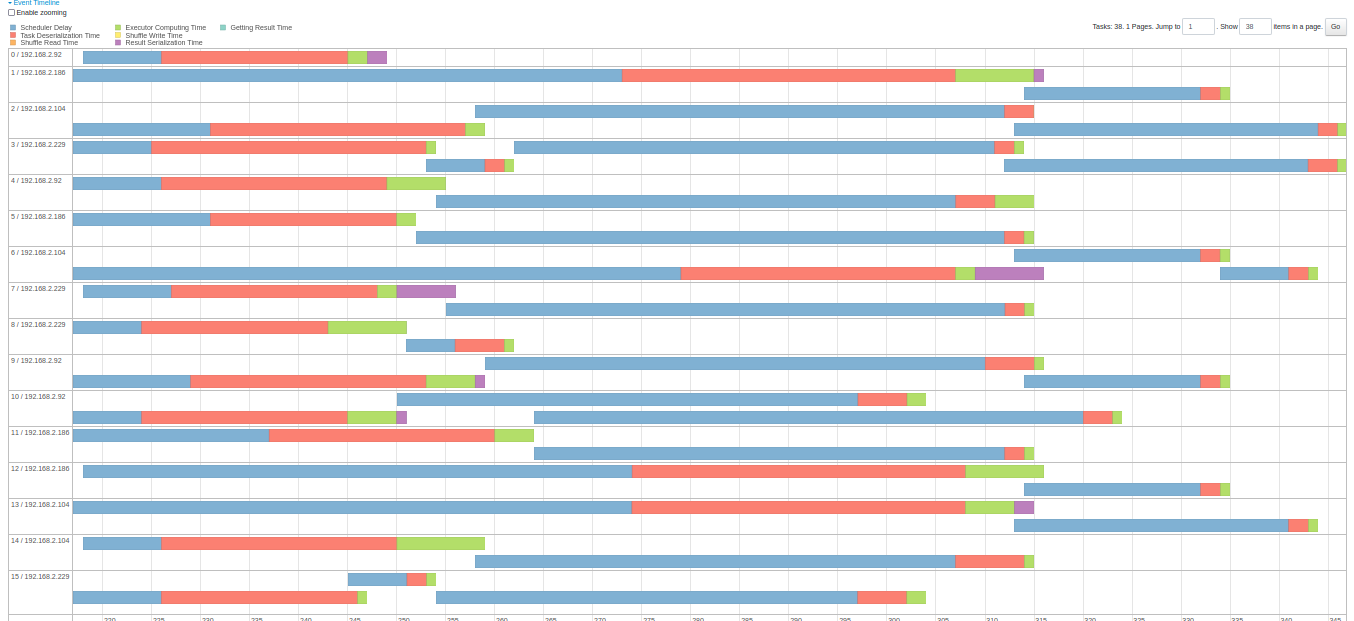 Event Timeline
Enable zooming
Scheduler Delay
Executor Computing Time
Getting Result Time
Task Deserialization Time
Shuffle Write Time
Shuffle Read Time
Result Serialization Time
Tasks: 38. 1 Pages. Jump to 1 . Show 38 items in a page. Go
0 / 192.168.2.92
1 / 192.168.2.186
2 / 192.168.2.104
3 / 192.168.2.229
4 / 192.168.2.92
5 / 192.168.2.186
6 / 192.168.2.104
7 / 192.168.2.229
8 / 192.168.2.229
9 / 192.168.2.92
10 / 192.168.2.92
11 / 192.168.2.186
12 / 192.168.2.186
13 / 192.168.2.104
14 / 192.168.2.104
15 / 192.168.2.229
220 225 230 235 240 245 250 255 260 265 270 275 280 285 290 295 300 305 310 315 320 325 330 335 340 345